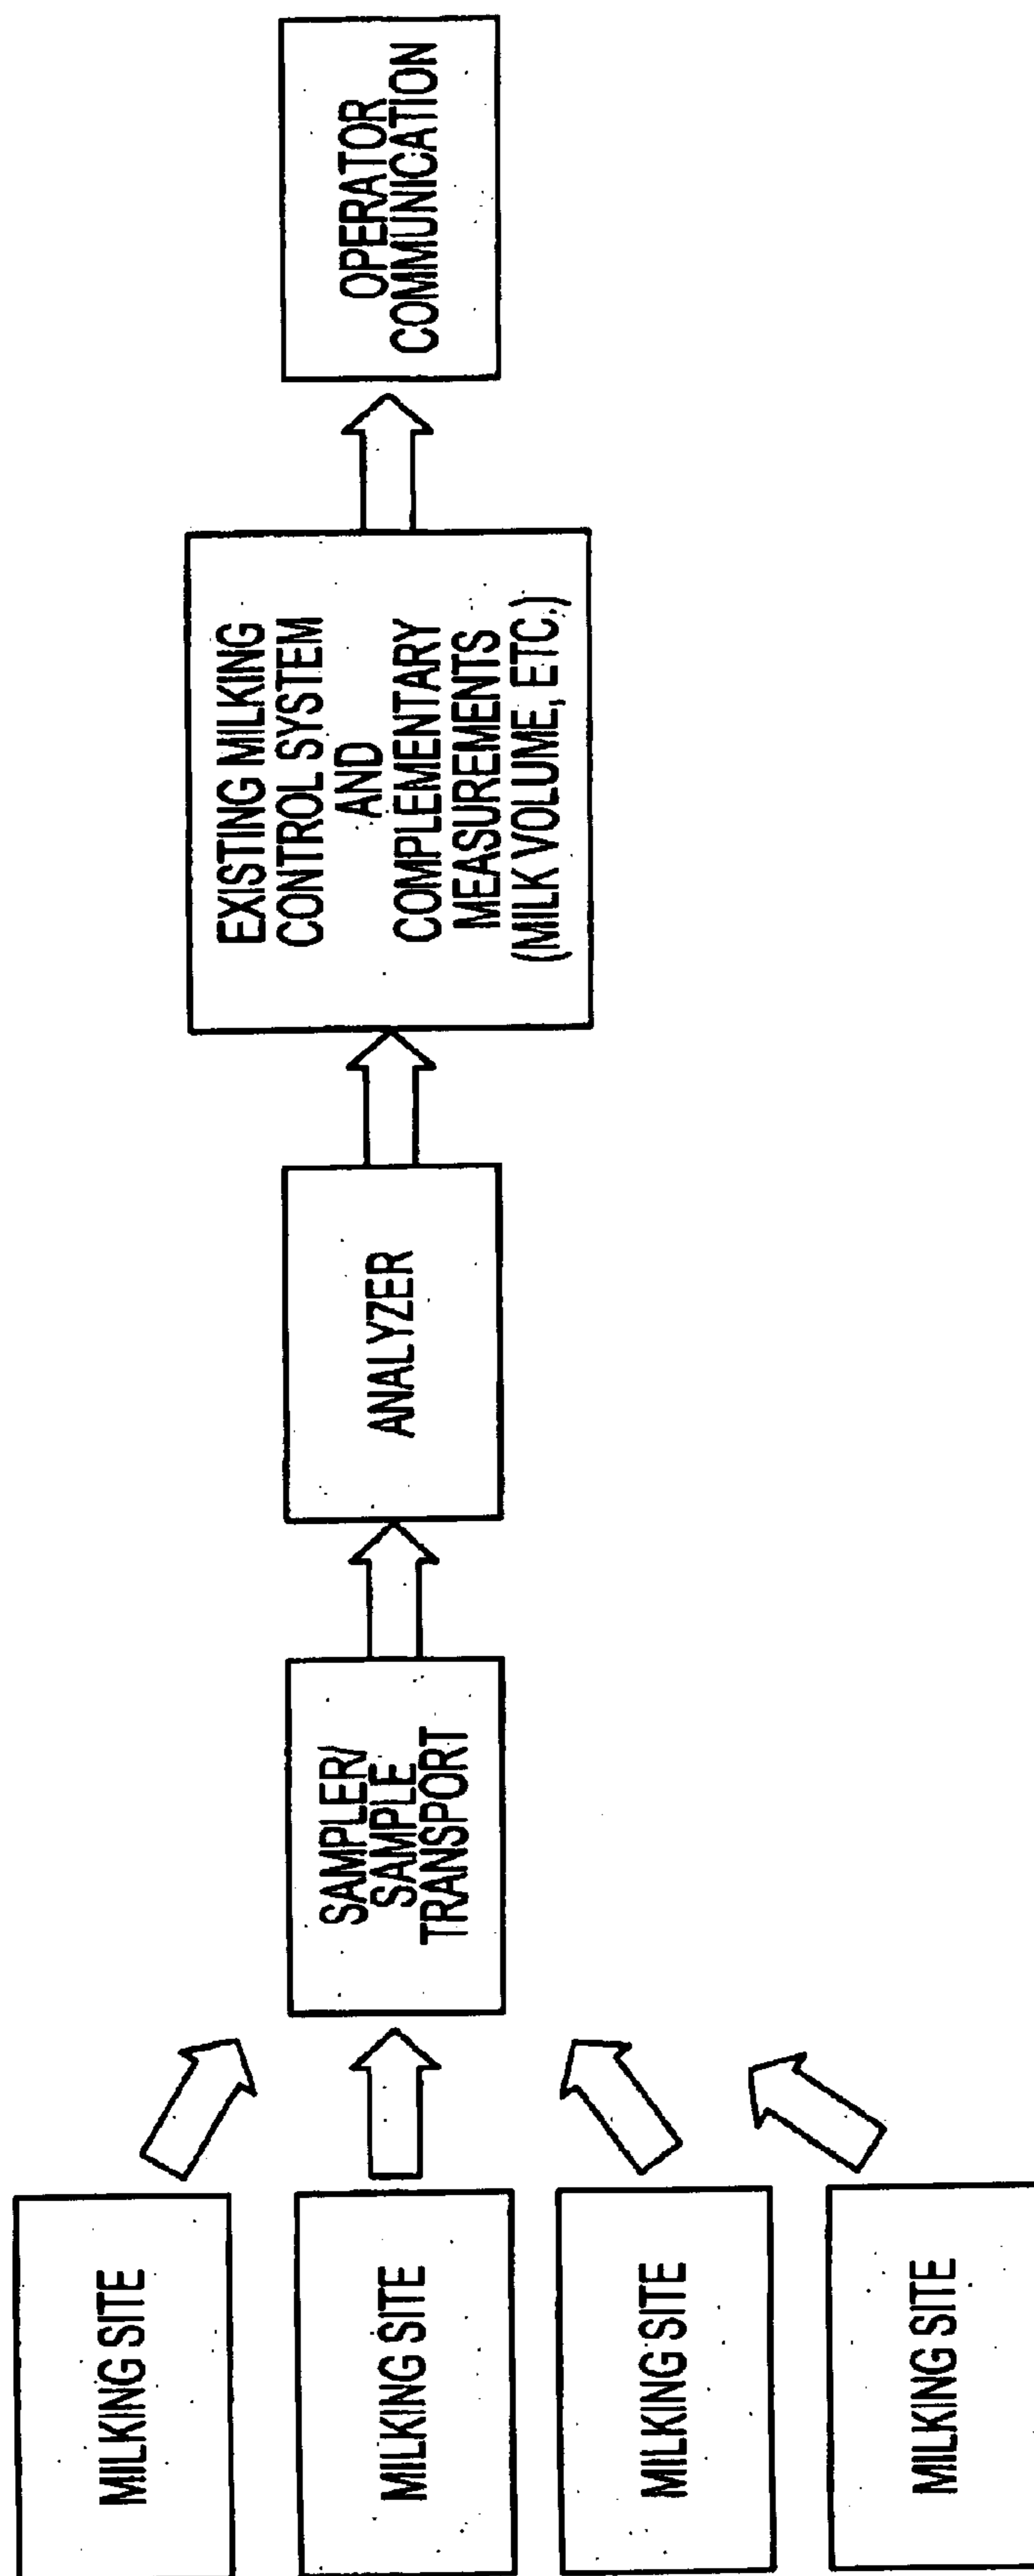 MILKING SITE
MILKING SITE
MILKING SITE
MILKING SITE
SAMPLER/
SAMPLE
TRANSPORT
ANALYZER
EXISTING MILKING
CONTROL SYSTEM
AND
COMPLEMENTARY
MEASUREMENTS
(MILK VOLUME, ETC.)
OPERATOR
COMMUNICATION